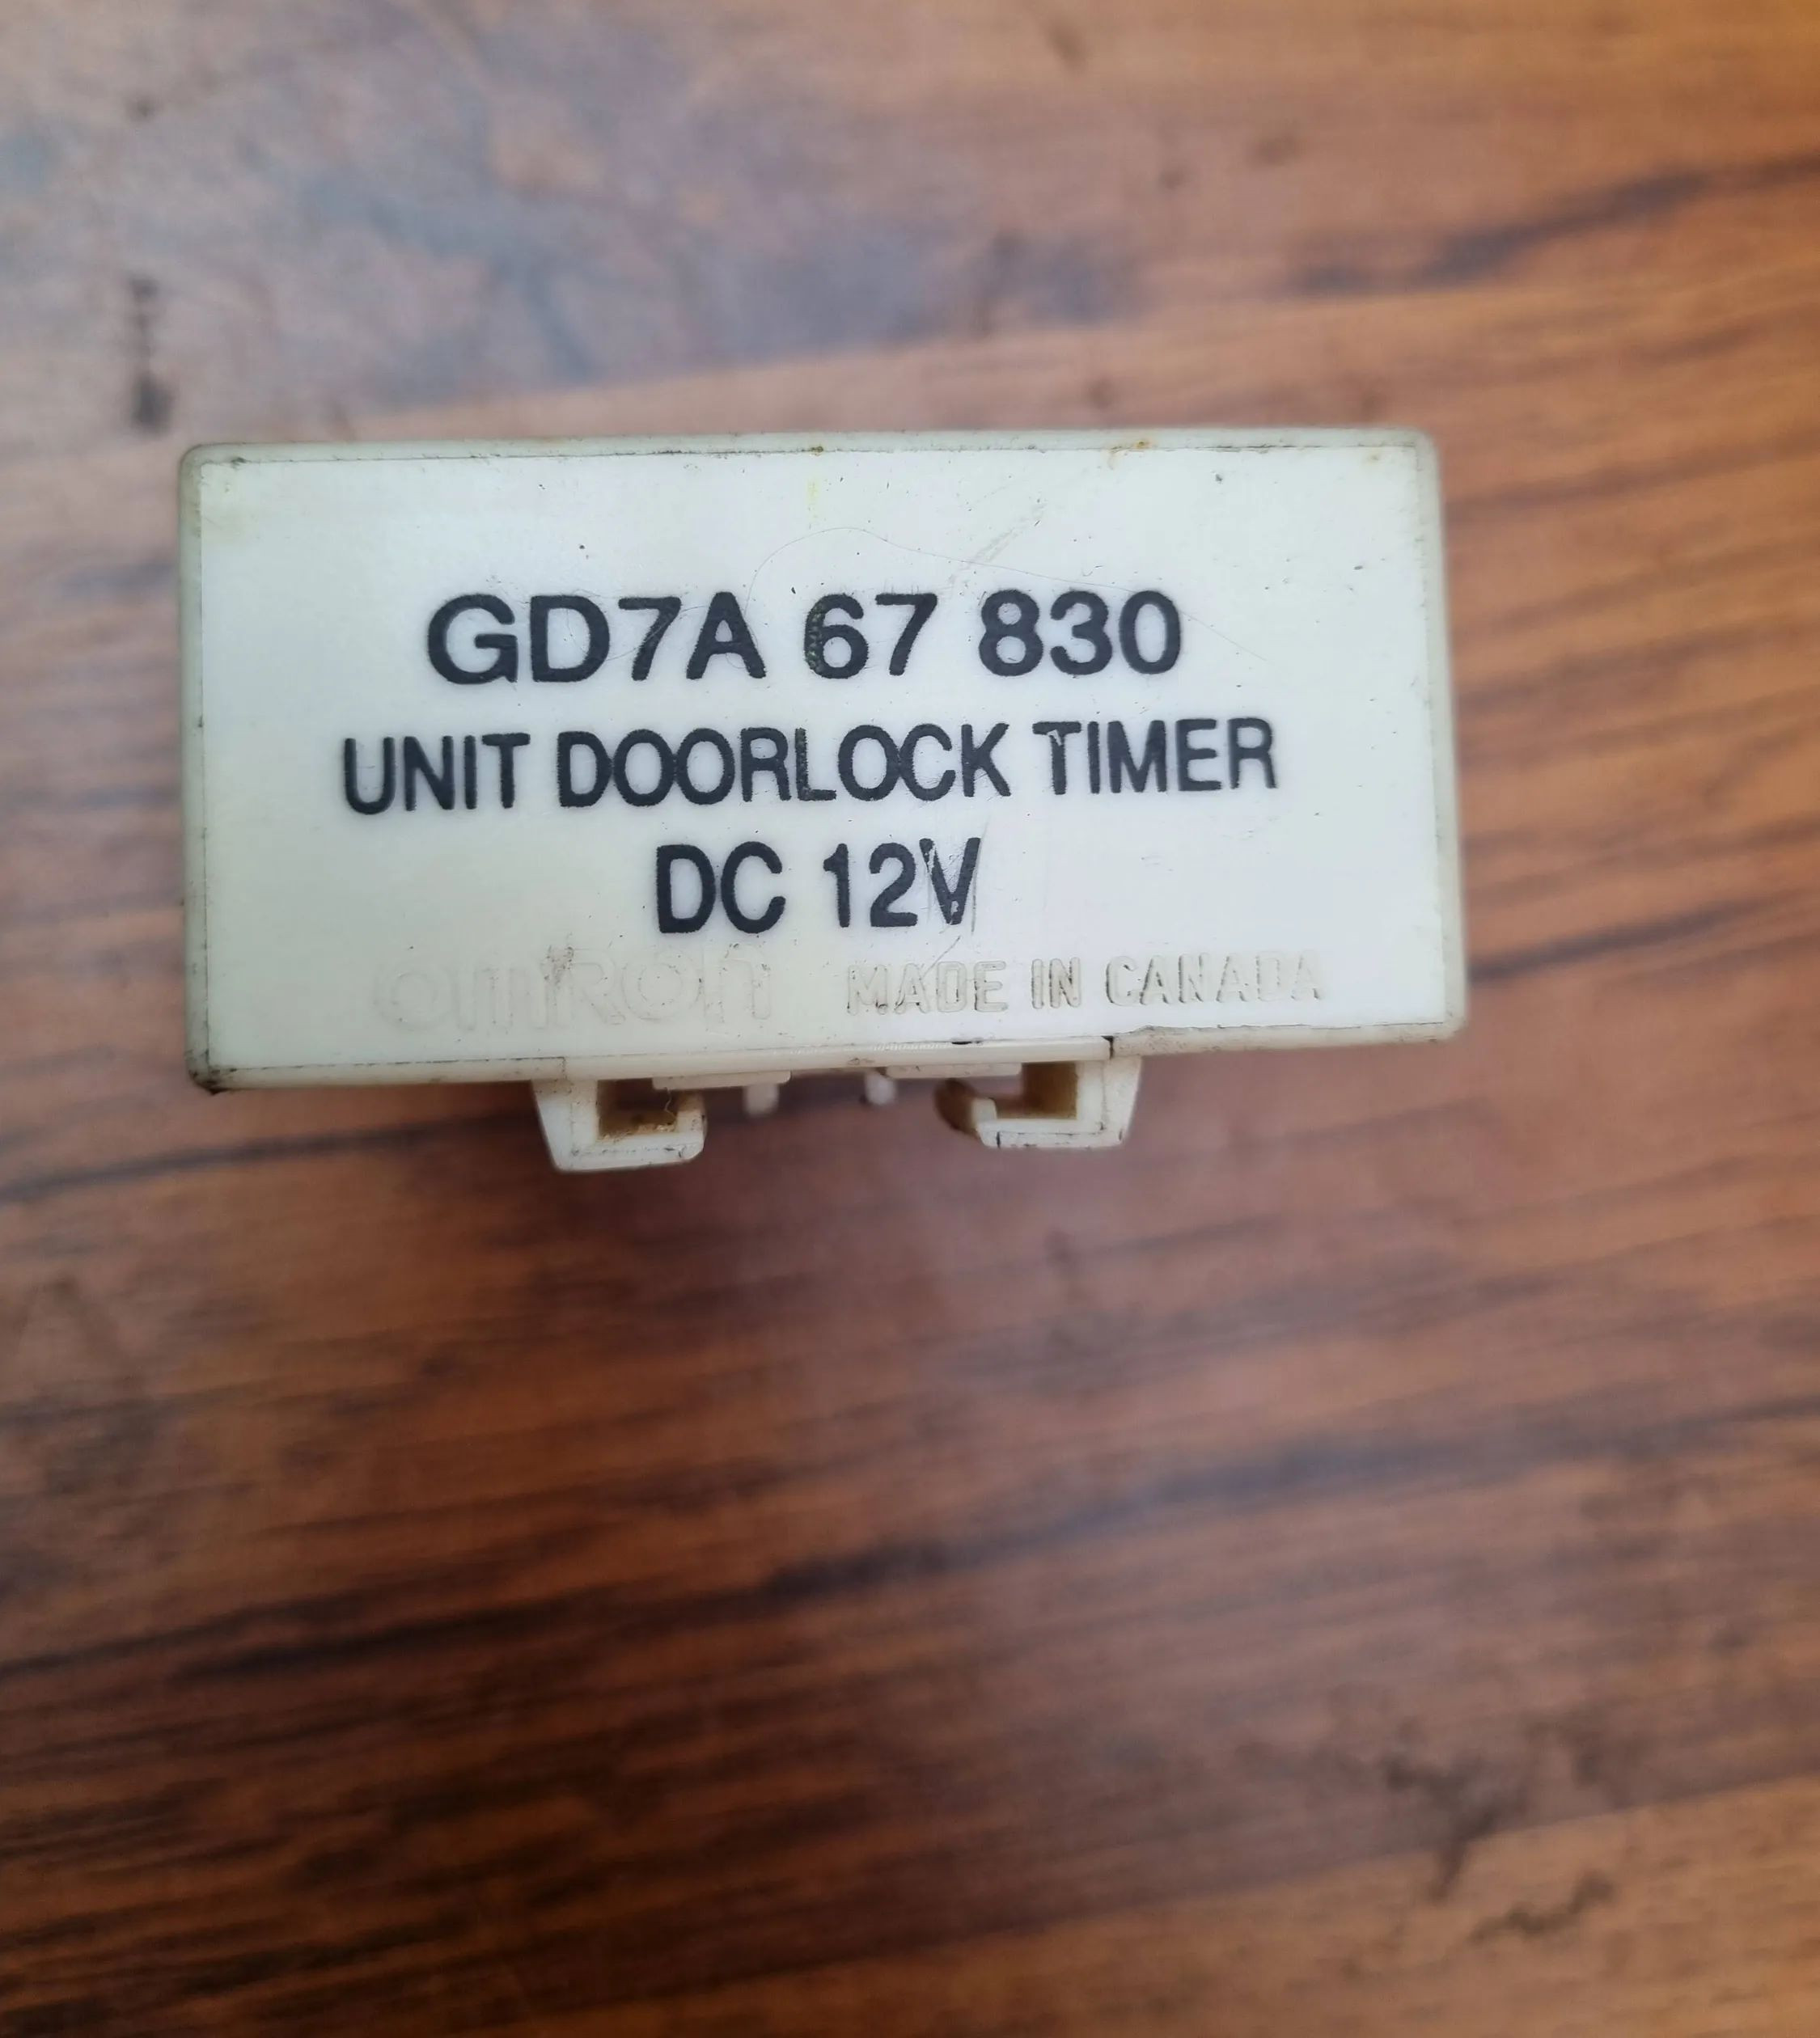 GD7A 67 830
UNIT DOORLOCK TIMER
DC 12V
omron MADE IN CANADA